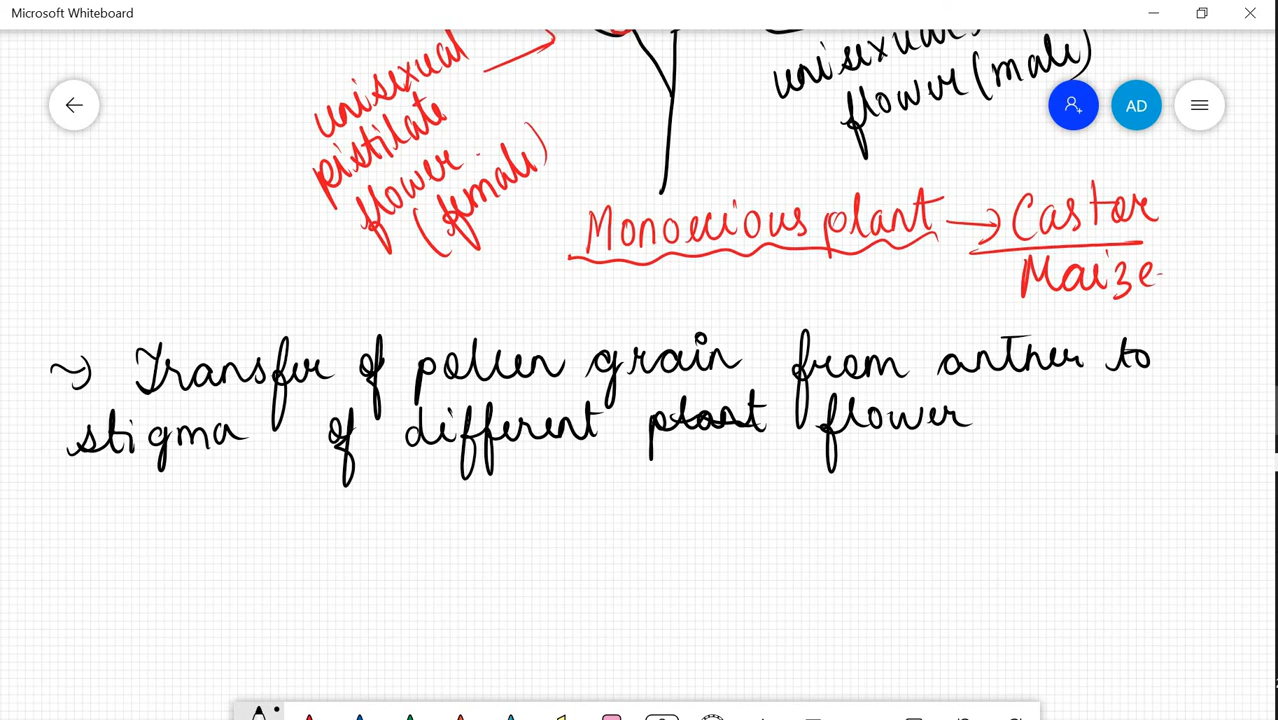 Microsoft Whiteboard
unisexual
pistilate
flower
(female)
unisexual
flower (male)
AD
Monoecious plant → Castor
Maize
~) Transfer of pollen grain from anther to
stigma of different flower